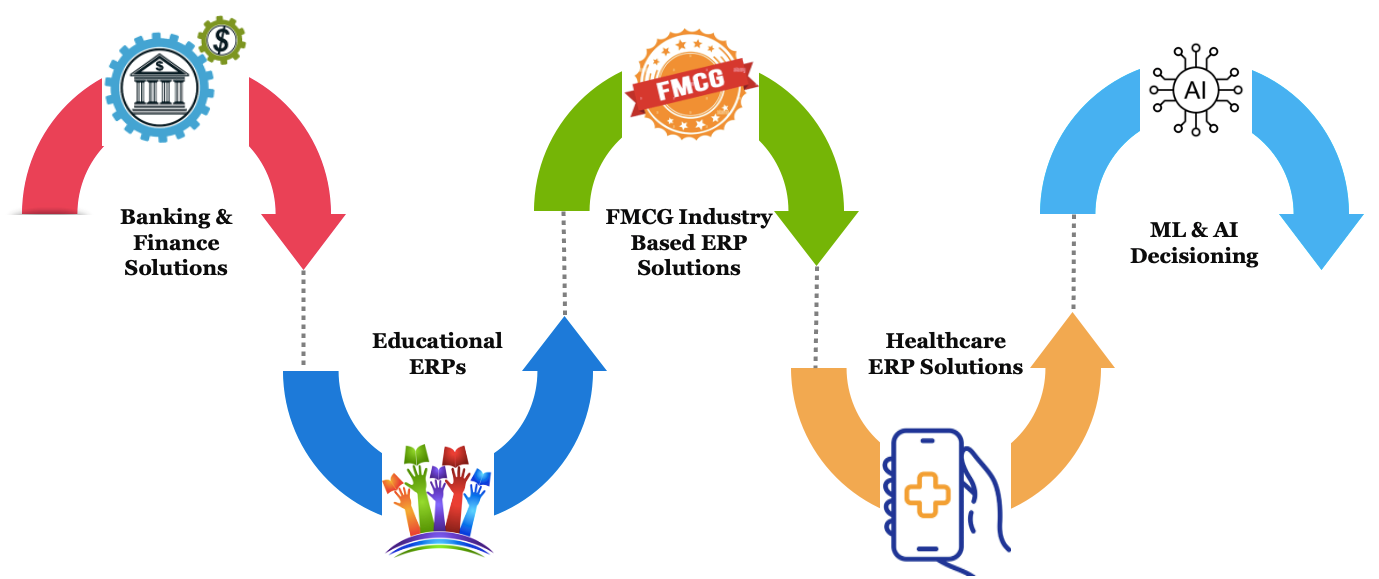 $
$
Banking &
Finance
Solutions
Educational
ERPs
FMCG
FMCG Industry
Based ERP
Solutions
Healthcare
ERP Solutions
AI
ML & AI
Decisioning